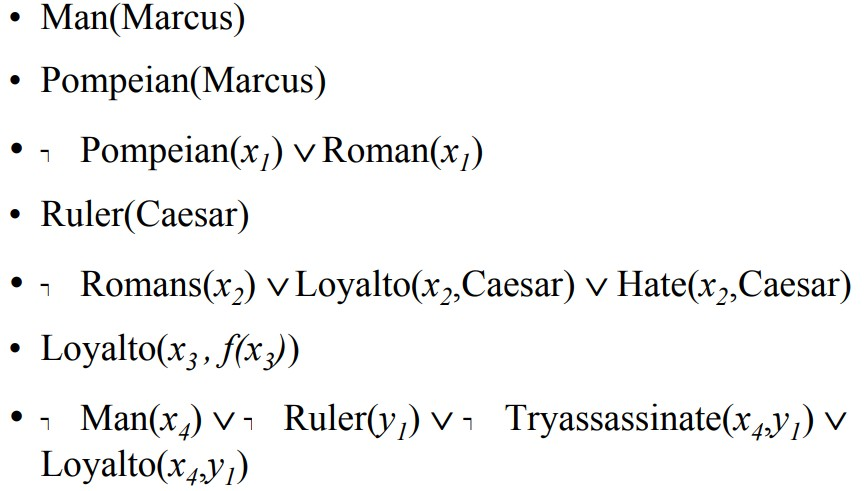 • Man(Marcus)
• Pompeian(Marcus)
• ¬ Pompeian(x₁) ∨ Roman(x₁)
• Ruler(Caesar)
• ¬ Romans(x₂) ∨ Loyalto(x₂,Caesar) ∨ Hate(x₂,Caesar)
• Loyalto(x₃ , f(x₃))
• ¬ Man(x₄) ∨ ¬ Ruler(y₁) ∨ ¬ Tryassassinate(x₄,y₁) ∨
Loyalto(x₄,y₁)